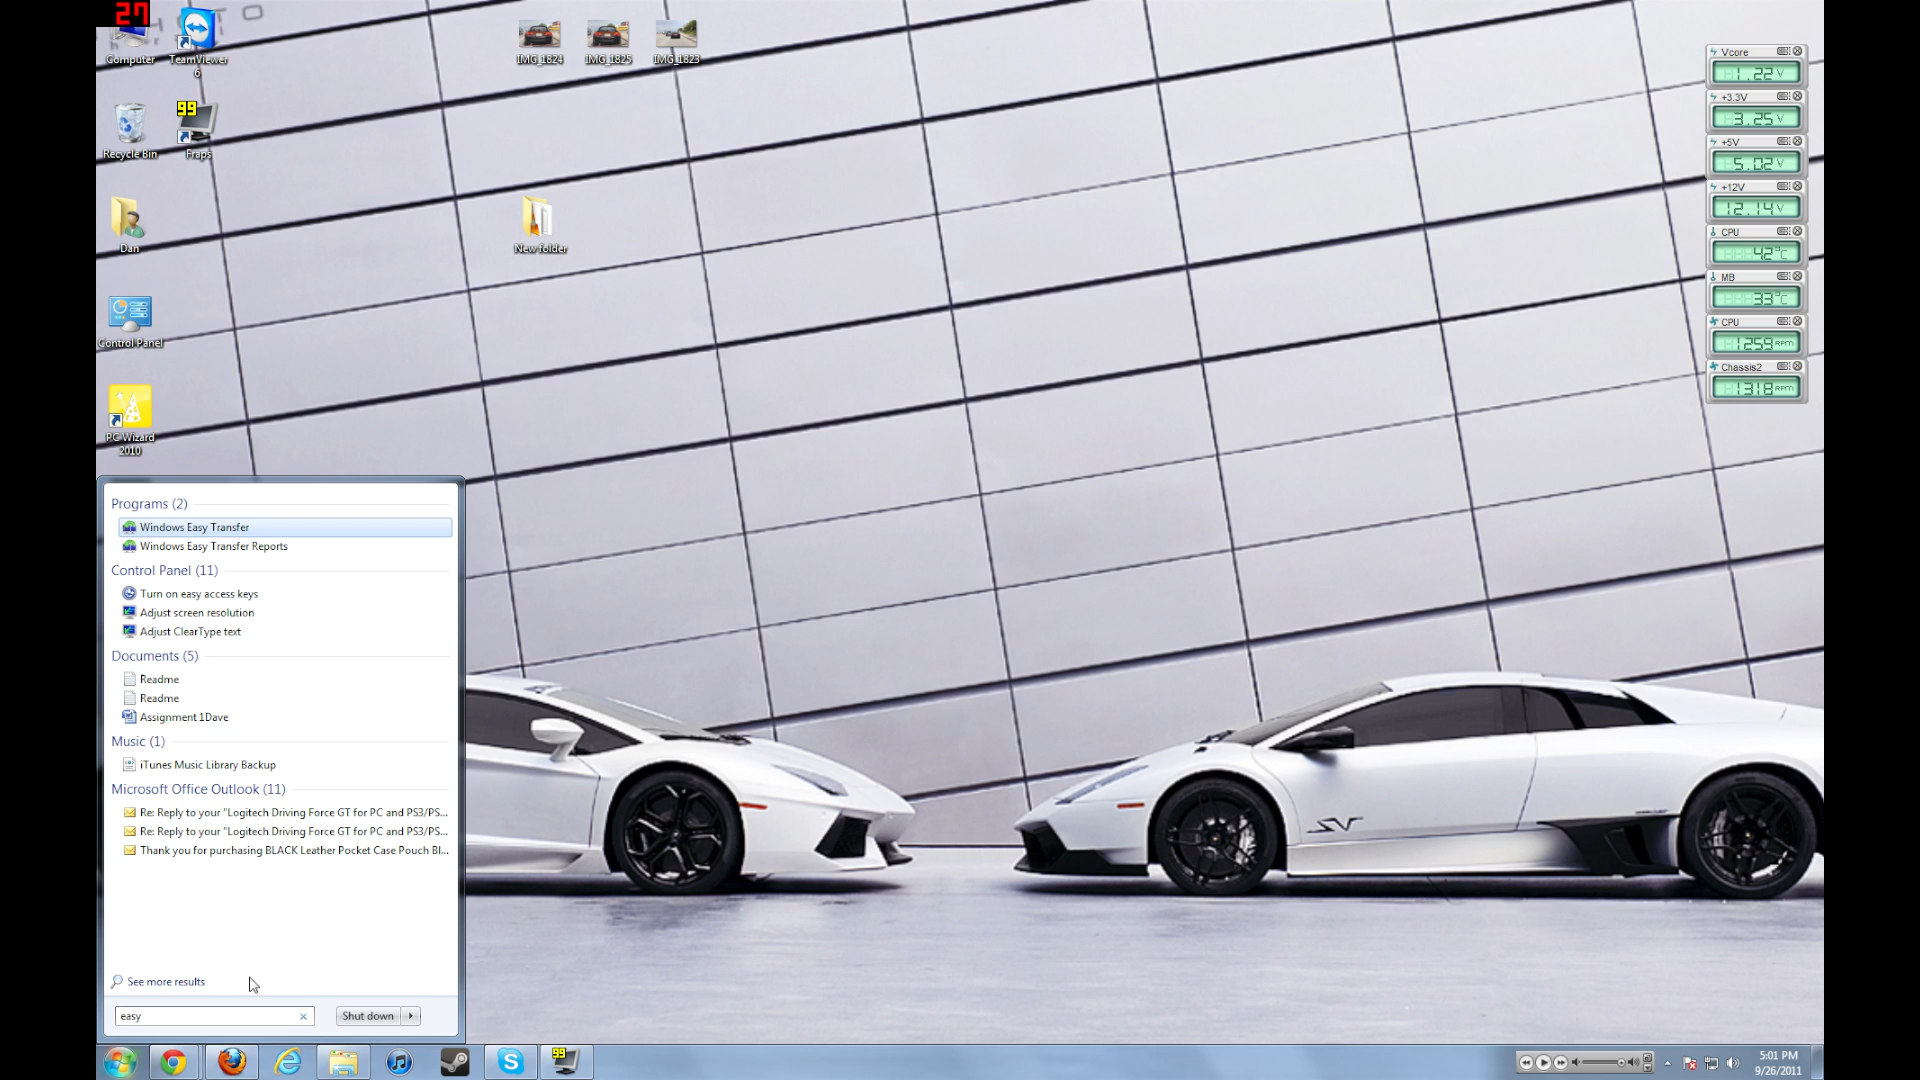 27
Computer
TeamViewer
6
IMG_1824
IMG_1825
IMG_1823
Recycle Bin
99
Fraps
Dan
New folder
Control Panel
PC Wizard
2010
Vcore
1.22 V
+3.3V
3.25 V
+5V
5.02 V
+12V
12.14 V
CPU
42°C
MB
33°C
CPU
1259 RPM
Chassis2
1318 RPM
Programs (2)
Windows Easy Transfer
Windows Easy Transfer Reports
Control Panel (11)
Turn on easy access keys
Adjust screen resolution
Adjust ClearType text
Documents (5)
Readme
Readme
Assignment 1Dave
Music (1)
iTunes Music Library Backup
Microsoft Office Outlook (11)
Re: Reply to your "Logitech Driving Force GT for PC and PS3/PS...
Re: Reply to your "Logitech Driving Force GT for PC and PS3/PS...
Thank you for purchasing BLACK Leather Pocket Case Pouch Bl...
See more results
easy
Shut down
SV
99
5:01 PM
9/26/2011